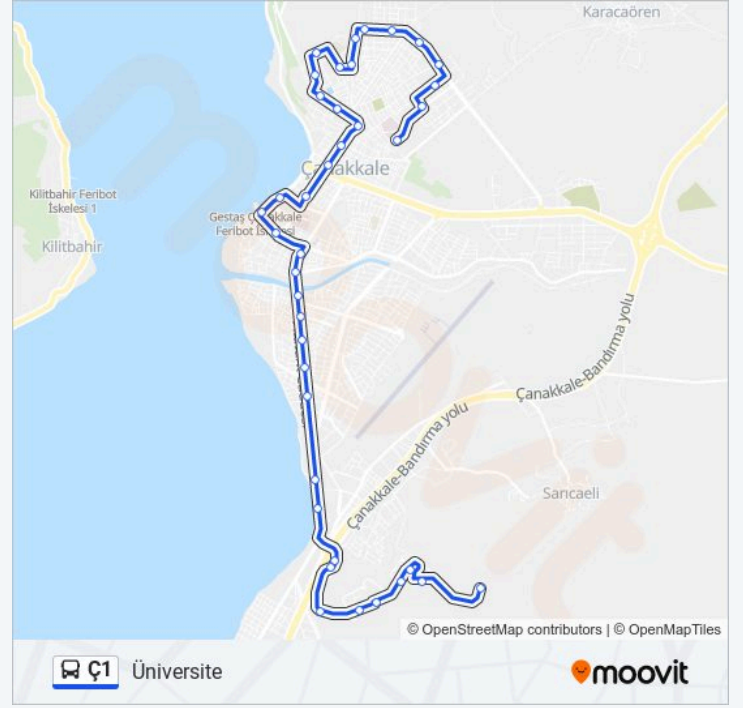 Karacaören
Çanakkale
Kilitbahir Feribot
İskelesi 1
Gestaş Çanakkale
Feribot İskelesi
Kilitbahir
Çanakkale-Bandırma yolu
Çanakkale-Bandırma yolu
Sarıcaeli
© OpenStreetMap contributors | © OpenMapTiles
Ç1 Üniversite
moovit